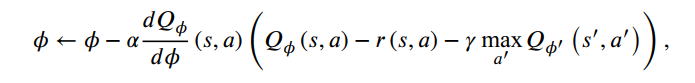 ϕ ← ϕ − α dQ_ϕ/dϕ (s, a) ( Q_ϕ (s, a) − r (s, a) − γ max_{a′} Q_{ϕ′} (s′, a′) ) ,